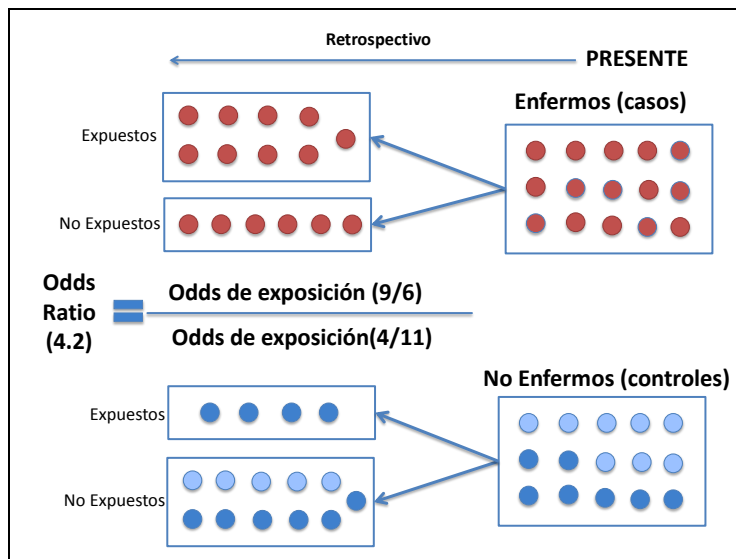 Retrospectivo
PRESENTE
Enfermos (casos)
Expuestos
No Expuestos
Odds
Ratio
(4.2)
Odds de exposición (9/6)
Odds de exposición(4/11)
No Enfermos (controles)
Expuestos
No Expuestos